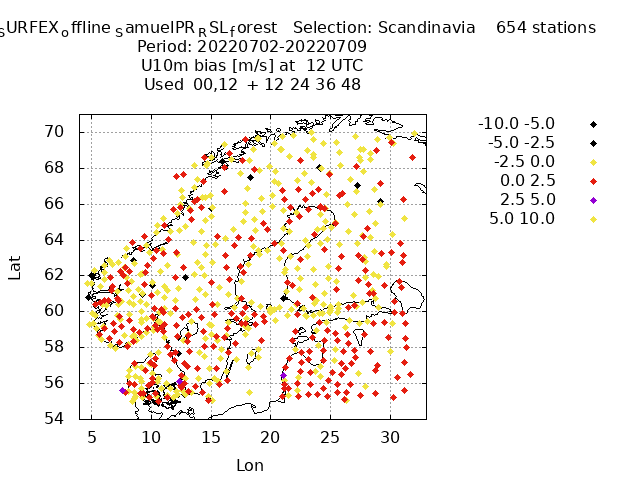 SURFEX_offline_SamuelPR_RSL_forest Selection: Scandinavia 654 stations
Period: 20220702-20220709
U10m bias [m/s] at 12 UTC
Used 00,12 + 12 24 36 48
-10.0 -5.0
-5.0 -2.5
-2.5 0.0
0.0 2.5
2.5 5.0
5.0 10.0
70
68
66
64
62
60
58
56
54
Lat
5 10 15 20 25 30
Lon